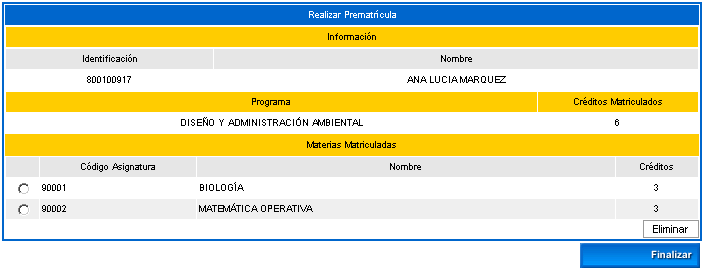 Realizar Prematrícula
Información
Identificación Nombre
800100917 ANA LUCIA MARQUEZ
Programa Créditos Matriculados
DISEÑO Y ADMINISTRACIÓN AMBIENTAL 6
Materias Matriculadas
Código Asignatura Nombre Créditos
90001 BIOLOGÍA 3
90002 MATEMÁTICA OPERATIVA 3
Eliminar
Finalizar